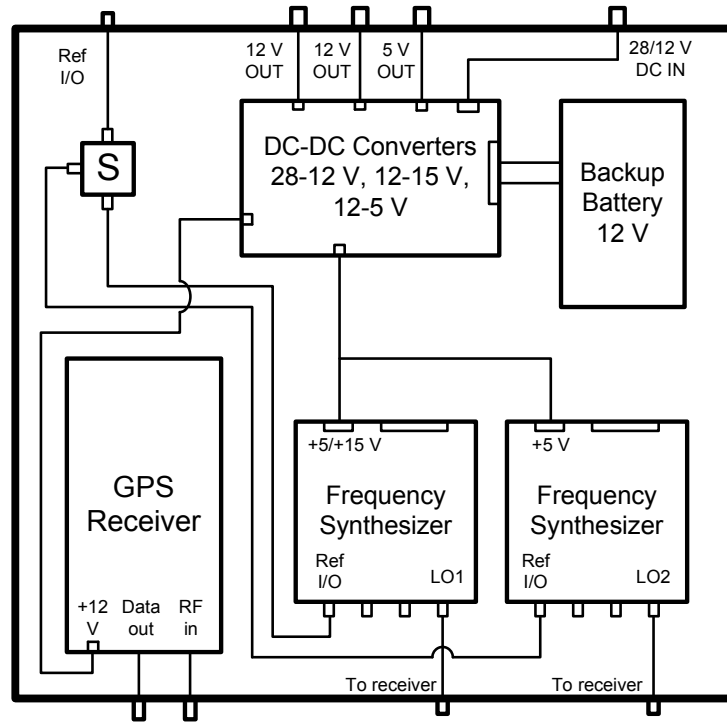 Ref
I/O
12 V
OUT
12 V
OUT
5 V
OUT
28/12 V
DC IN
S
DC-DC Converters
28-12 V, 12-15 V,
12-5 V
Backup
Battery
12 V
+5/+15 V
Frequency
Synthesizer
Ref
I/O
LO1
+5 V
Frequency
Synthesizer
Ref
I/O
LO2
GPS
Receiver
+12
V
Data
out
RF
in
To receiver
To receiver